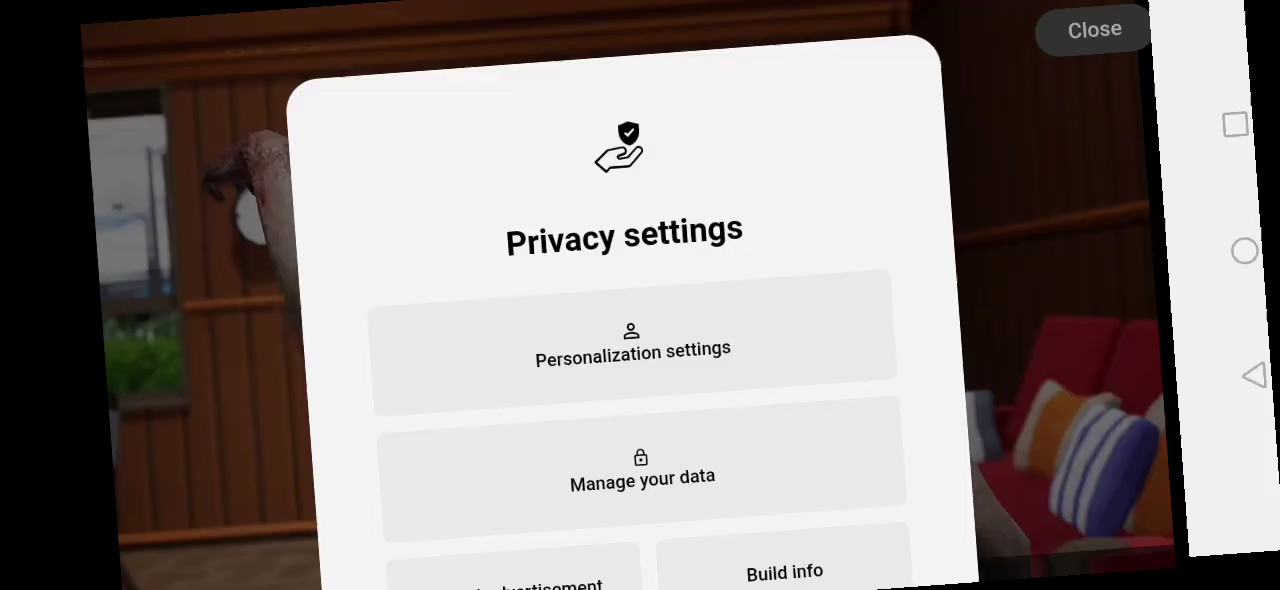 Close
Privacy settings
Personalization settings
Manage your data
Build info